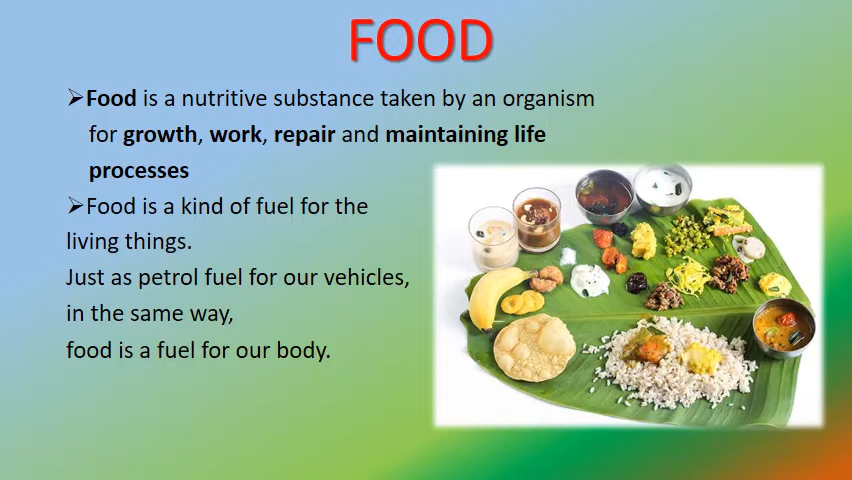 FOOD
➢Food is a nutritive substance taken by an organism
for growth, work, repair and maintaining life
processes
➢Food is a kind of fuel for the
living things.
Just as petrol fuel for our vehicles,
in the same way,
food is a fuel for our body.